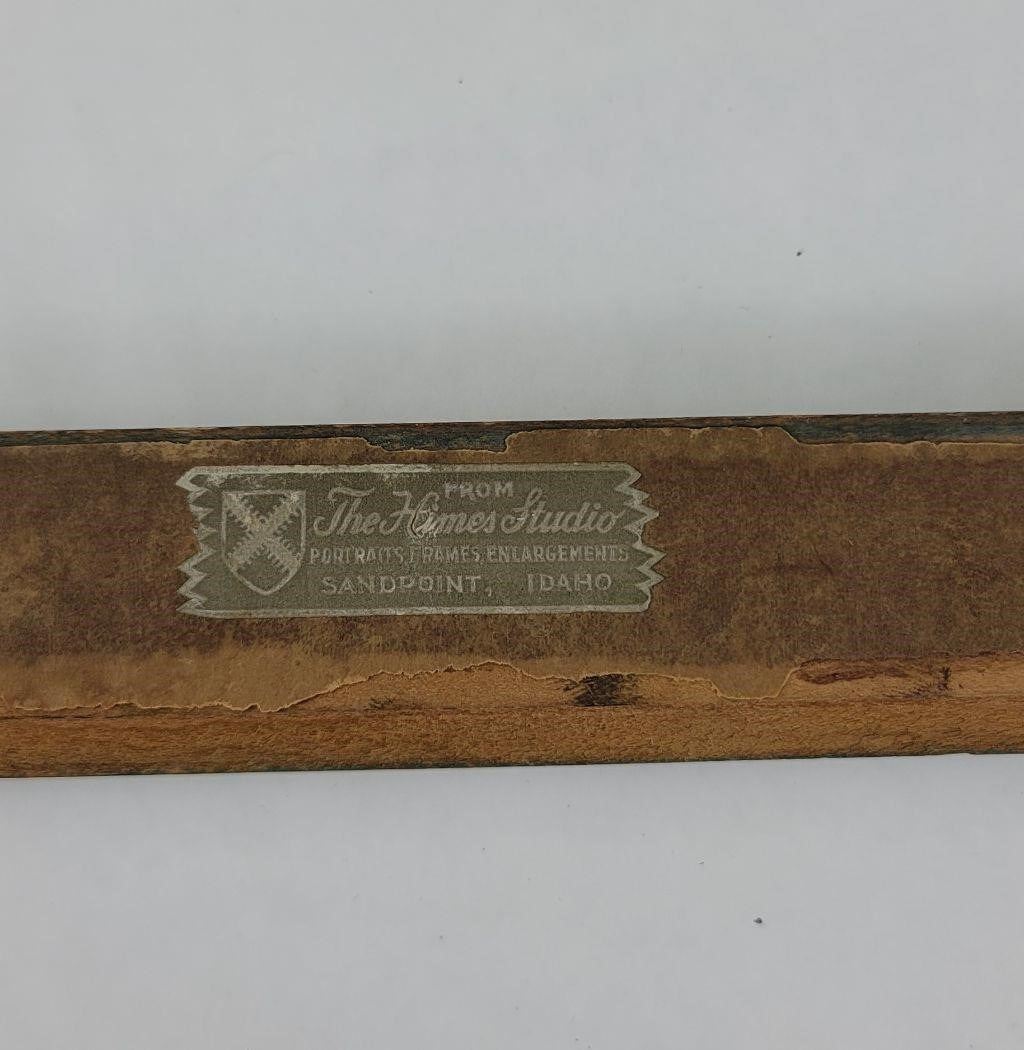 FROM
The Himes Studio
PORTRAITS, FRAMES, ENLARGEMENTS
SANDPOINT, IDAHO